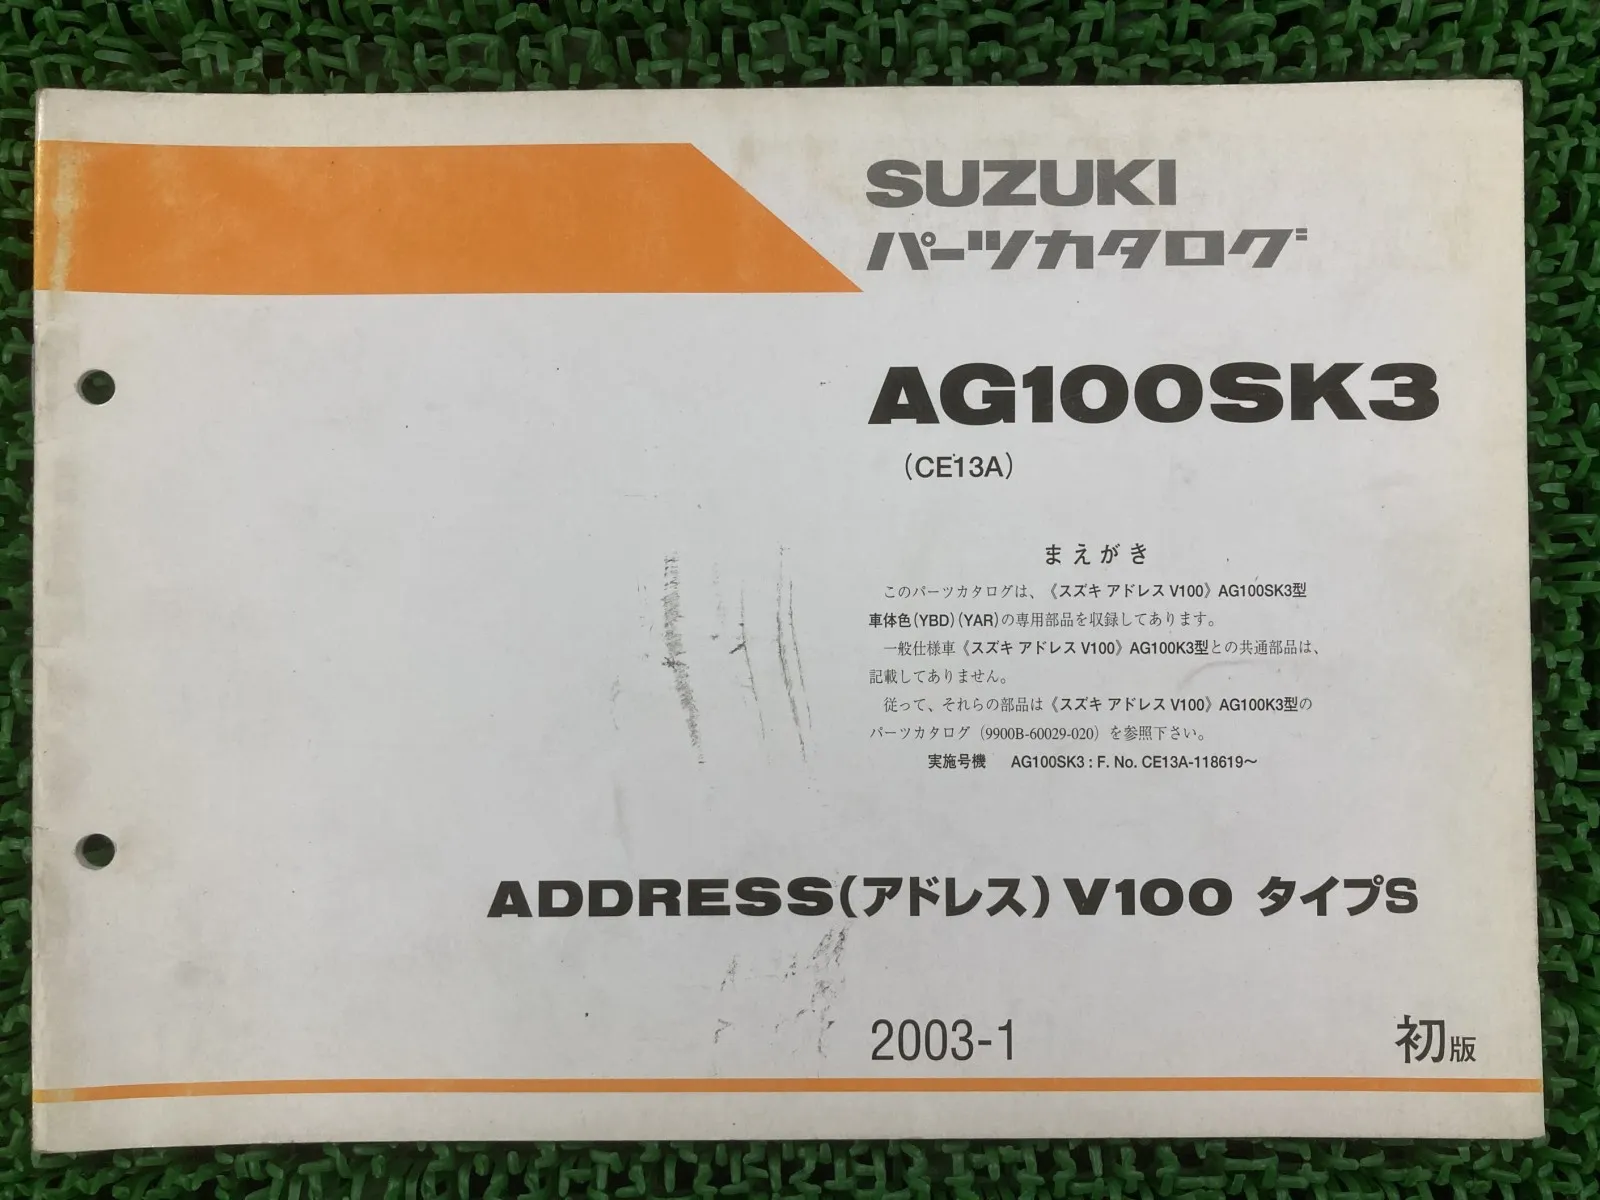 SUZUKI
パーツカタログ
AG100SK3
(CE13A)
まえがき
このパーツカタログは、《スズキ アドレス V100》AG100SK3型
車体色(YBD)(YAR)の専用部品を収録してあります。
一般仕様車《スズキ アドレス V100》AG100K3型との共通部品は、
記載してありません。
従って、それらの部品は《スズキ アドレス V100》AG100K3型の
パーツカタログ(9900B-60029-020)を参照下さい。
実施号機 AG100SK3 : F. No. CE13A-118619〜
ADDRESS(アドレス) V100 タイプS
2003-1 初版